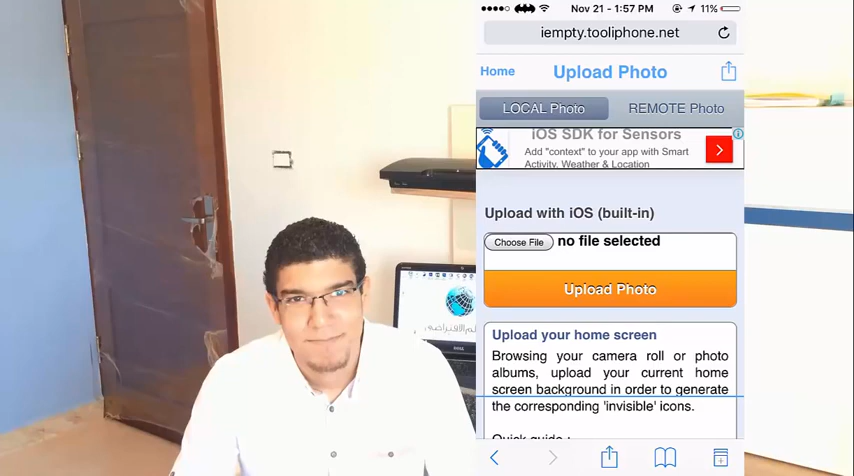 Nov 21 - 1:57 PM
11%
iempty.tooliphone.net
Home
Upload Photo
LOCAL Photo
REMOTE Photo
iOS SDK for Sensors
Add "context" to your app with Smart
Activity, Weather & Location
Upload with iOS (built-in)
Choose File no file selected
Upload Photo
Upload your home screen
Browsing your camera roll or photo
albums, upload your current home
screen background in order to generate
the corresponding 'invisible' icons.
Quick guide :